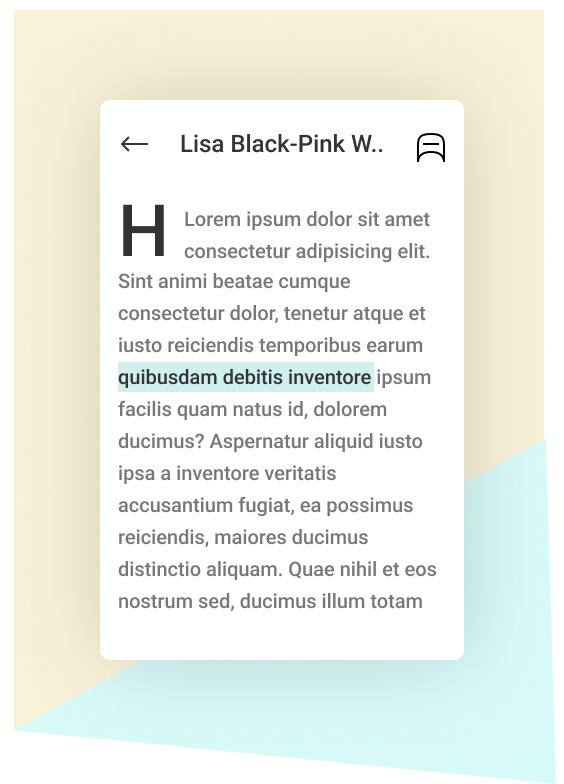 Lisa Black-Pink W..
H Lorem ipsum dolor sit amet
consectetur adipisicing elit.
Sint animi beatae cumque
consectetur dolor, tenetur atque et
iusto reiciendis temporibus earum
quibusdam debitis inventore ipsum
facilis quam natus id, dolorem
ducimus? Aspernatur aliquid iusto
ipsa a inventore veritatis
accusantium fugiat, ea possimus
reiciendis, maiores ducimus
distinctio aliquam. Quae nihil et eos
nostrum sed, ducimus illum totam